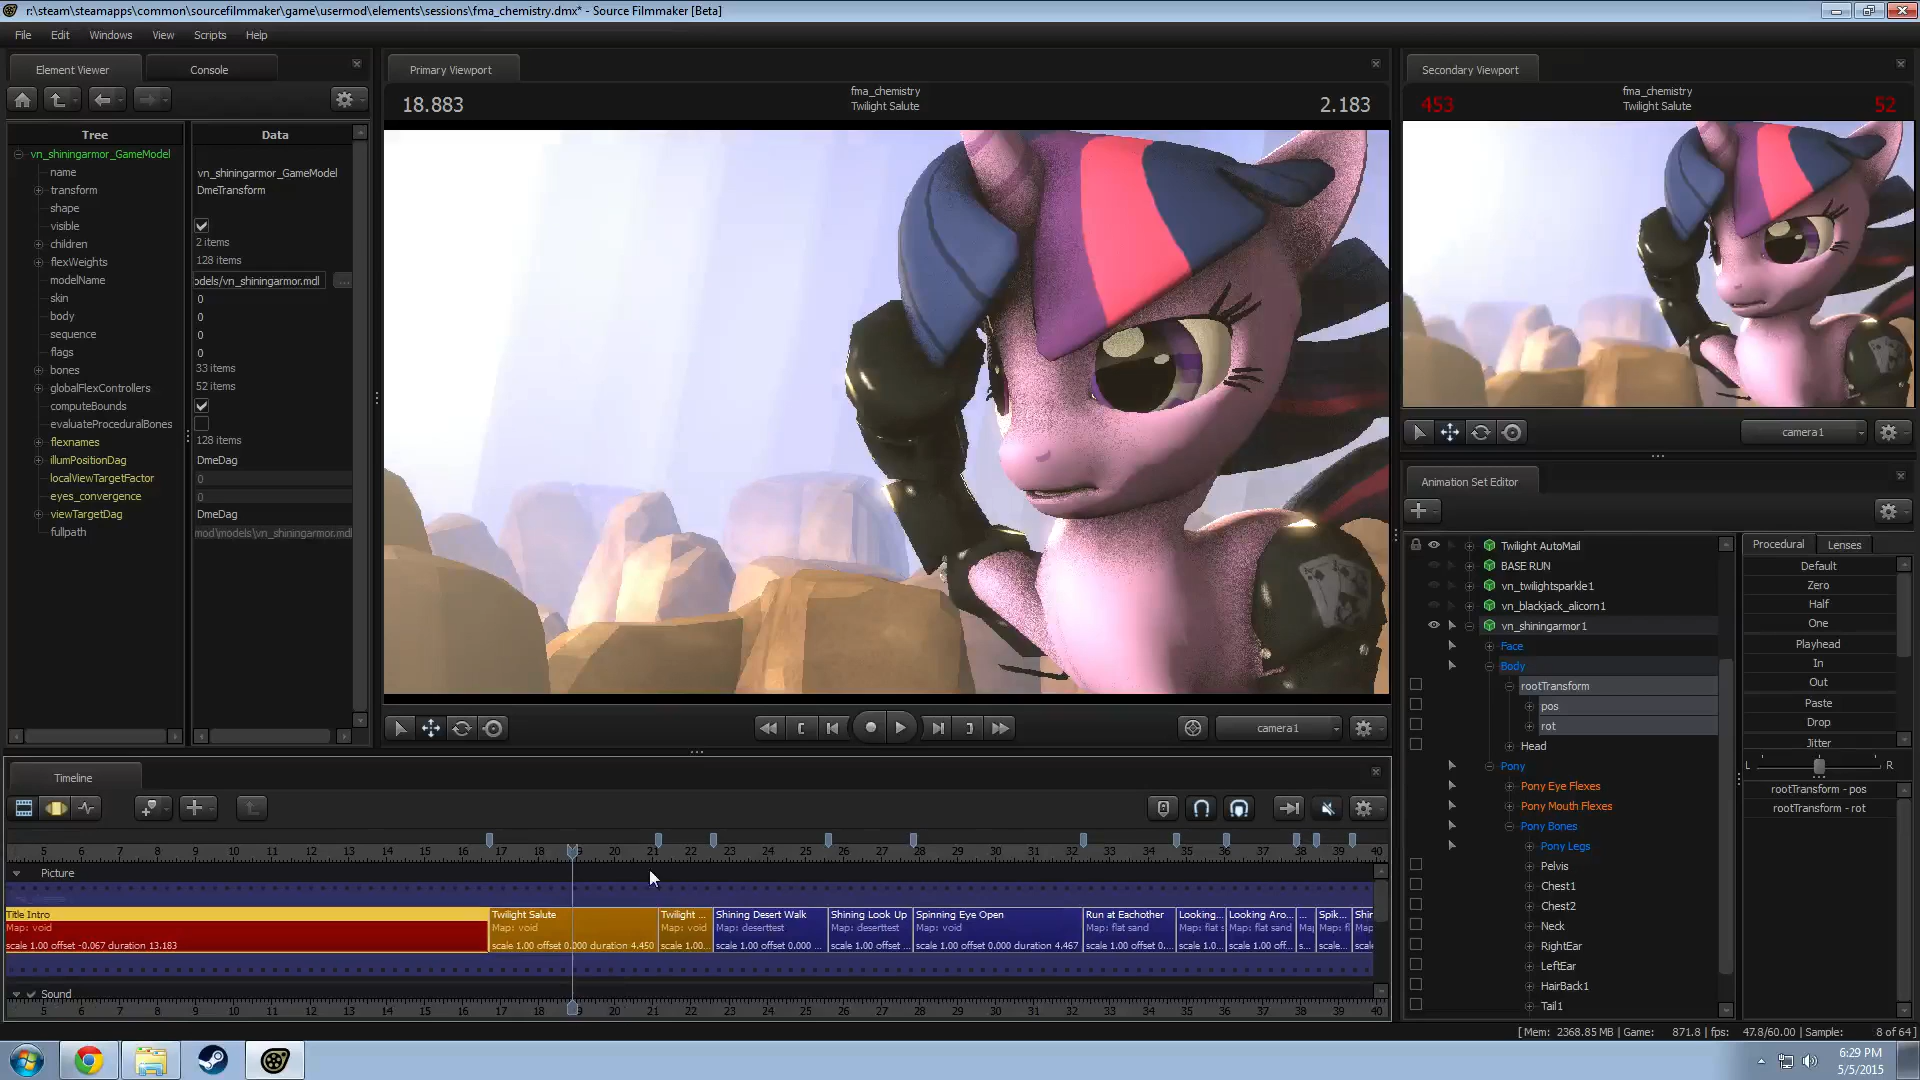 r:\steam\steamapps\common\sourcefilmmaker\game\usermod\elements\sessions\fma_chemistry.dmx* - Source Filmmaker [Beta]
File Edit Windows View Scripts Help
Element Viewer Console
Tree Data
vn_shiningarmor_GameModel
name vn_shiningarmor_GameModel
transform DmeTransform
shape
visible
children 2 items
flexWeights 128 items
modelName odels/vn_shiningarmor.mdl ...
skin 0
body 0
sequence 0
flags 0
bones 33 items
globalFlexControllers 52 items
computeBounds
evaluateProceduralBones
flexnames 128 items
illumPositionDag DmeDag
localViewTargetFactor 0
eyes_convergence 0
viewTargetDag DmeDag
fullpath mod\models\vn_shiningarmor.mdl
Primary Viewport
18.883 fma_chemistry 2.183
Twilight Salute
camera1
Secondary Viewport
453 fma_chemistry 52
Twilight Salute
camera1
Animation Set Editor
Twilight AutoMail
BASE RUN
vn_twilightsparkle1
vn_blackjack_alicorn1
vn_shiningarmor1
Face
Body
rootTransform
pos
rot
Head
Pony
Pony Eye Flexes
Pony Mouth Flexes
Pony Bones
Pony Legs
Pelvis
Chest1
Chest2
Neck
RightEar
LeftEar
HairBack1
Tail1
Procedural Lenses
Default
Zero
Half
One
Playhead
In
Out
Paste
Drop
Jitter
L R
rootTransform - pos
rootTransform - rot
Timeline
5 6 7 8 9 10 11 12 13 14 15 16 17 18 19 20 21 22 23 24 25 26 27 28 29 30 31 32 33 34 35 36 37 38 39 40
Picture
Title Intro
Map: void
scale 1.00 offset -0.067 duration 13.183
Twilight Salute
Map: void
scale 1.00 offset 0.000 duration 4.450
Twilight ...
Map: void
scale 1.00...
Shining Desert Walk
Map: deserttest
scale 1.00 offset 0.000 ...
Shining Look Up
Map: deserttest
scale 1.00 offset 0....
Spinning Eye Open
Map: void
scale 1.00 offset 0.000 duration 4.467
Run at Eachother
Map: flat sand
scale 1.00 offset 0....
Looking...
Map: flat s
scale 1.00...
Looking Aro...
Map: flat sand
scale 1.00 off...
...
Map
s...
Spik...
Map: fl
scale...
Shir
Map: f
scale
Sound
5 6 7 8 9 10 11 12 13 14 15 16 17 18 19 20 21 22 23 24 25 26 27 28 29 30 31 32 33 34 35 36 37 38 39 40
[ Mem: 2368.85 MB | Game: 871.8 | fps: 47.8/60.00 | Sample: 8 of 64 ]
6:29 PM
5/5/2015